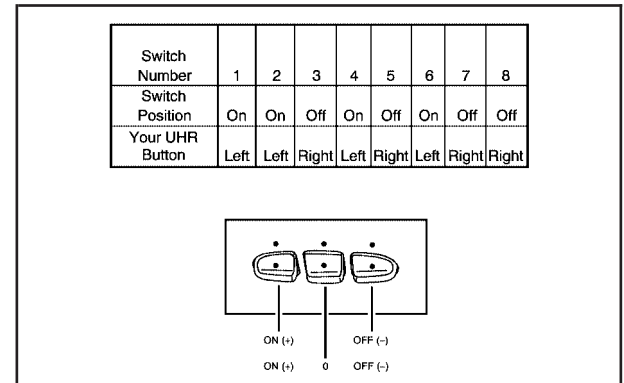 Switch
Number 1 2 3 4 5 6 7 8
Switch
Position On On Off On Off On Off Off
Your UHR
Button Left Left Right Left Right Left Right Right
ON (+) OFF (–)
ON (+) 0 OFF (–)